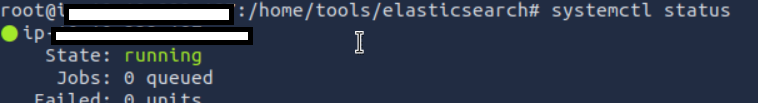 root@i:/home/tools/elasticsearch# systemctl status
ip-
State: running
Jobs: 0 queued
Failed: 0 units